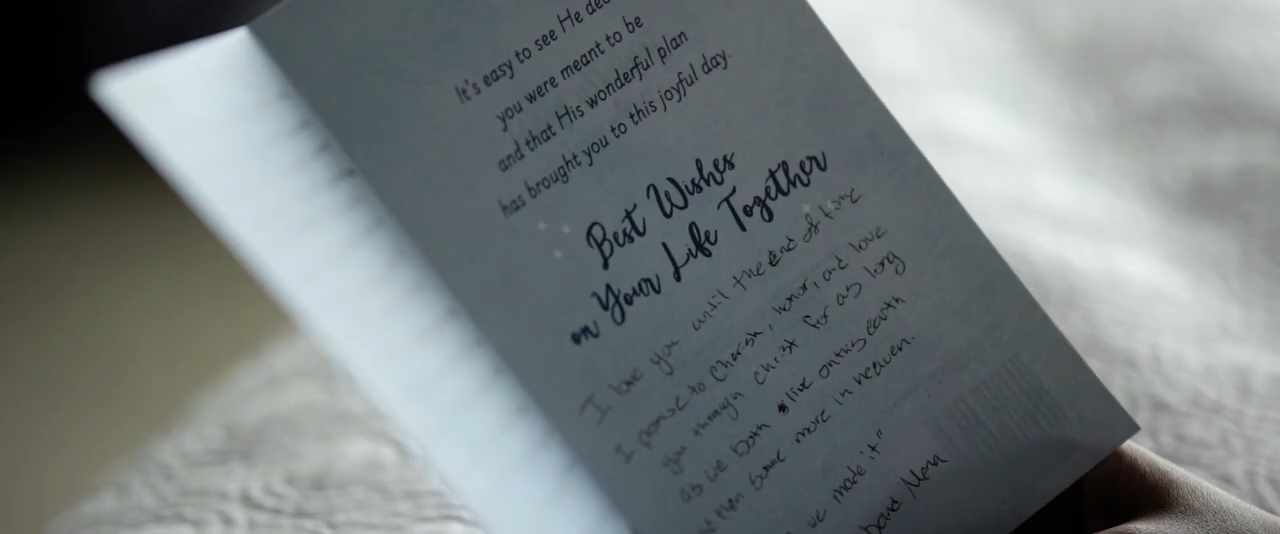 It's easy to see He
you were meant to be
and that His wonderful plan
has brought you to this joyful day.
Best Wishes
on Your Life Together
I love you until the end of time
I promise to Cherish, honor, and love
you through christ for as long
as we both live on this earth
then some more in heaven.
we made it"